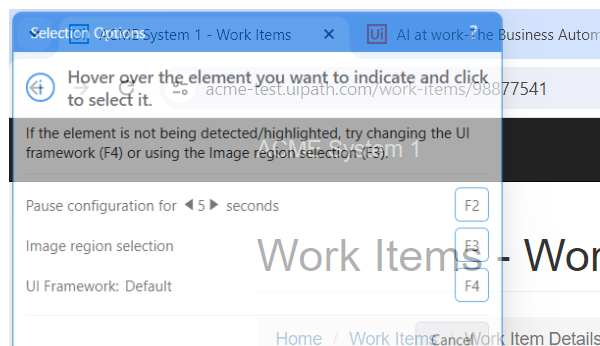 Selection Options
?
ACME System 1 - Work Items
AI at work-The Business Autom
Hover over the element you want to indicate and click
to select it.
acme-test.uipath.com/work-items/98877541
If the element is not being detected/highlighted, try changing the UI
framework (F4) or using the Image region selection (F3).
ACME System 1
Pause configuration for 5 seconds
F2
Image region selection
F3
Work Items - Wor
UI Framework: Default
F4
Home / Work Items / Work Item Details
Cancel